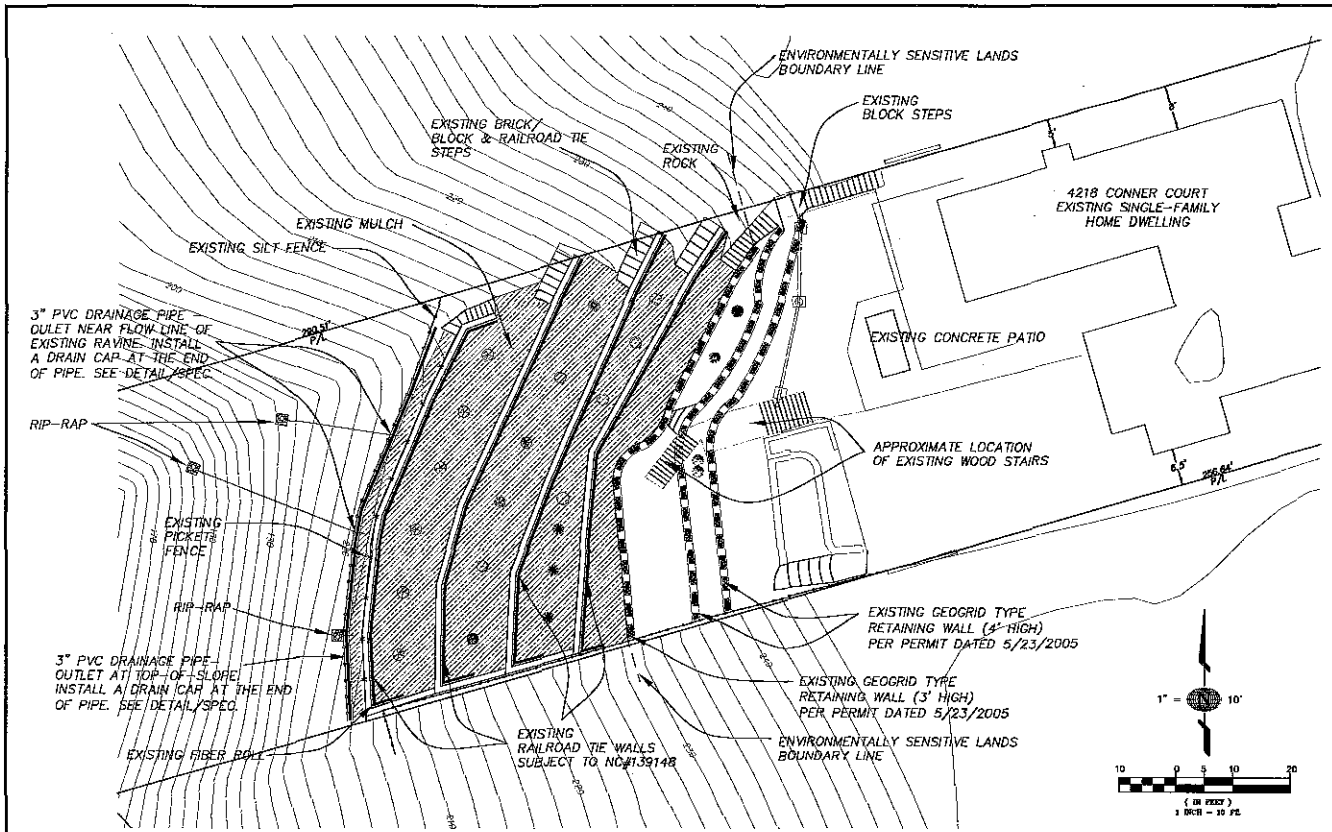 ENVIRONMENTALLY SENSITIVE LANDS
BOUNDARY LINE
EXISTING
BLOCK STEPS
EXISTING BRICK/
BLOCK & RAILROAD TIE
STEPS
EXISTING
ROCK
4218 CONNER COURT
EXISTING SINGLE-FAMILY
HOME DWELLING
EXISTING MULCH
EXISTING SILT FENCE
3" PVC DRAINAGE PIPE
OULET NEAR FLOW LINE OF
EXISTING RAVINE. INSTALL
A DRAIN CAP AT THE END
OF PIPE. SEE DETAIL/SPEC
P/L
EXISTING CONCRETE PATIO
RIP-RAP
APPROXIMATE LOCATION
OF EXISTING WOOD STAIRS
6.5'
256.64'
P/L
EXISTING
PICKET
FENCE
RIP-RAP
EXISTING GEOGRID TYPE
RETAINING WALL (4' HIGH)
PER PERMIT DATED 5/23/2005
3" PVC DRAINAGE PIPE-
OUTLET AT TOP-OF-SLOPE
INSTALL A DRAIN CAP AT THE END
OF PIPE. SEE DETAIL/SPEC.
EXISTING GEOGRID TYPE
RETAINING WALL (3' HIGH)
PER PERMIT DATED 5/23/2005
EXISTING FIBER ROLL
EXISTING
RAILROAD TIE WALLS
SUBJECT TO NC#139148
ENVIRONMENTALLY SENSITIVE LANDS
BOUNDARY LINE
1" = N 10'
10 0 5 10 20
( IN FEET )
1 INCH = 10 Ft.